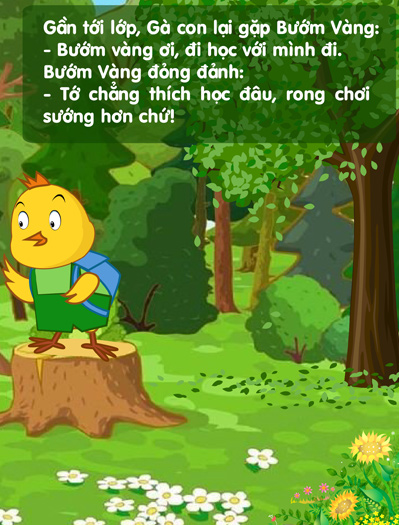 Gần tới lớp, Gà con lại gặp Bướm Vàng:
- Bướm vàng ơi, đi học với mình đi.
Bướm Vàng đỏng đảnh:
- Tớ chẳng thích học đâu, rong chơi
sướng hơn chứ!